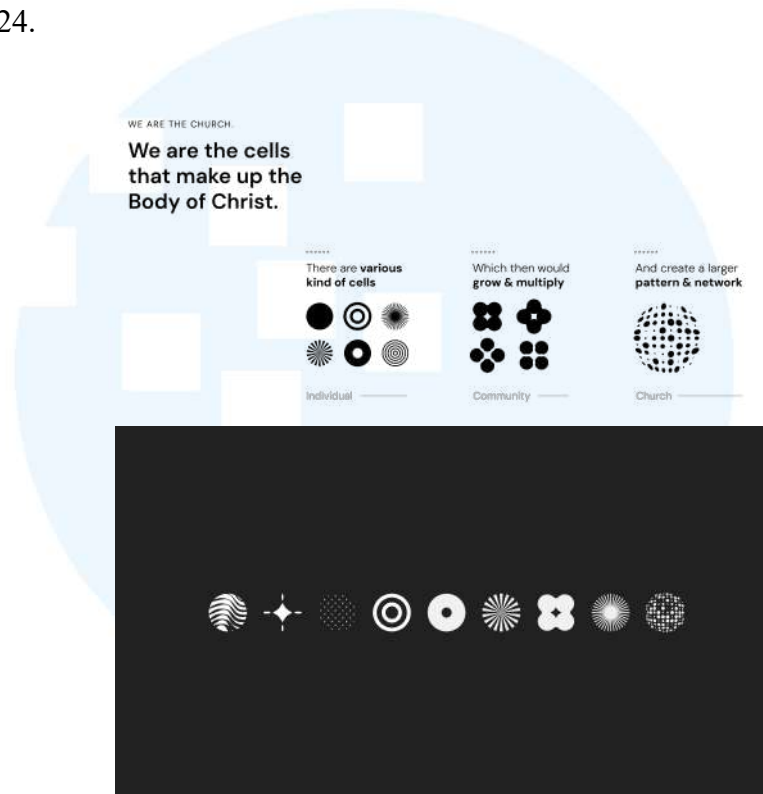 24.
WE ARE THE CHURCH.
We are the cells
that make up the
Body of Christ.
There are various
kind of cells
Individual
Which then would
grow & multiply
Community
And create a larger
pattern & network
Church